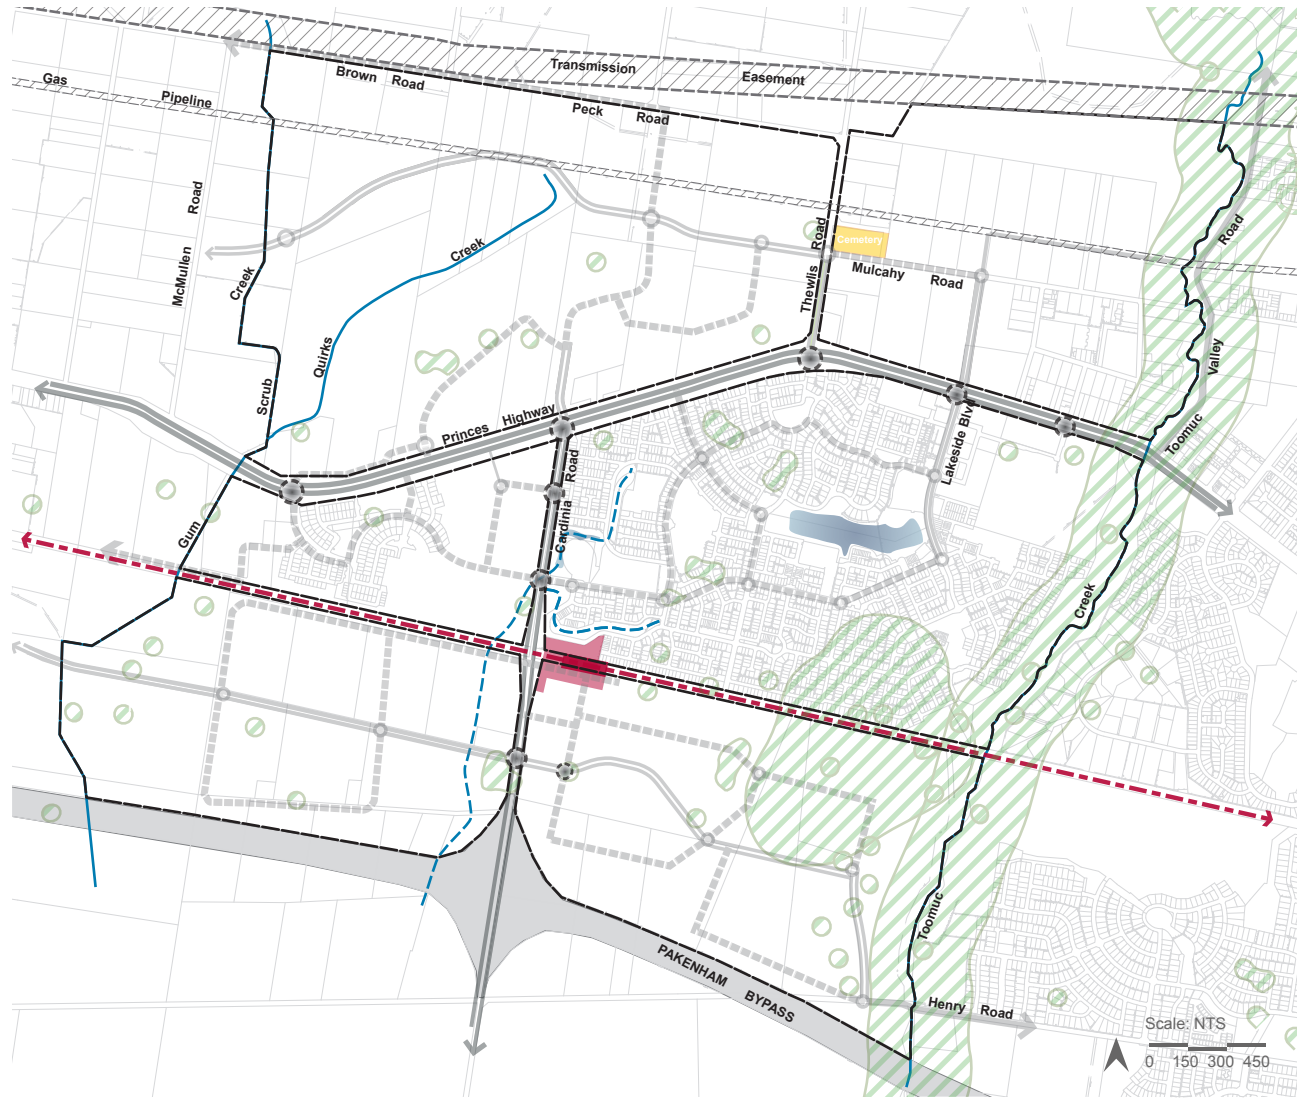 Transmission
Easement
Gas
Brown Road
Pipeline
Peck Road
McMullen Road
Creek
Creek
Quirks
Scrub
Gum
Thewlis Road
Cemetery
Mulcahy Road
Road
Valley
Toomuc
Princes Highway
Lakeside Blvd
Cardinia Road
Creek
Toomuc
PAKENHAM BYPASS
Henry Road
Scale: NTS
0 150 300 450